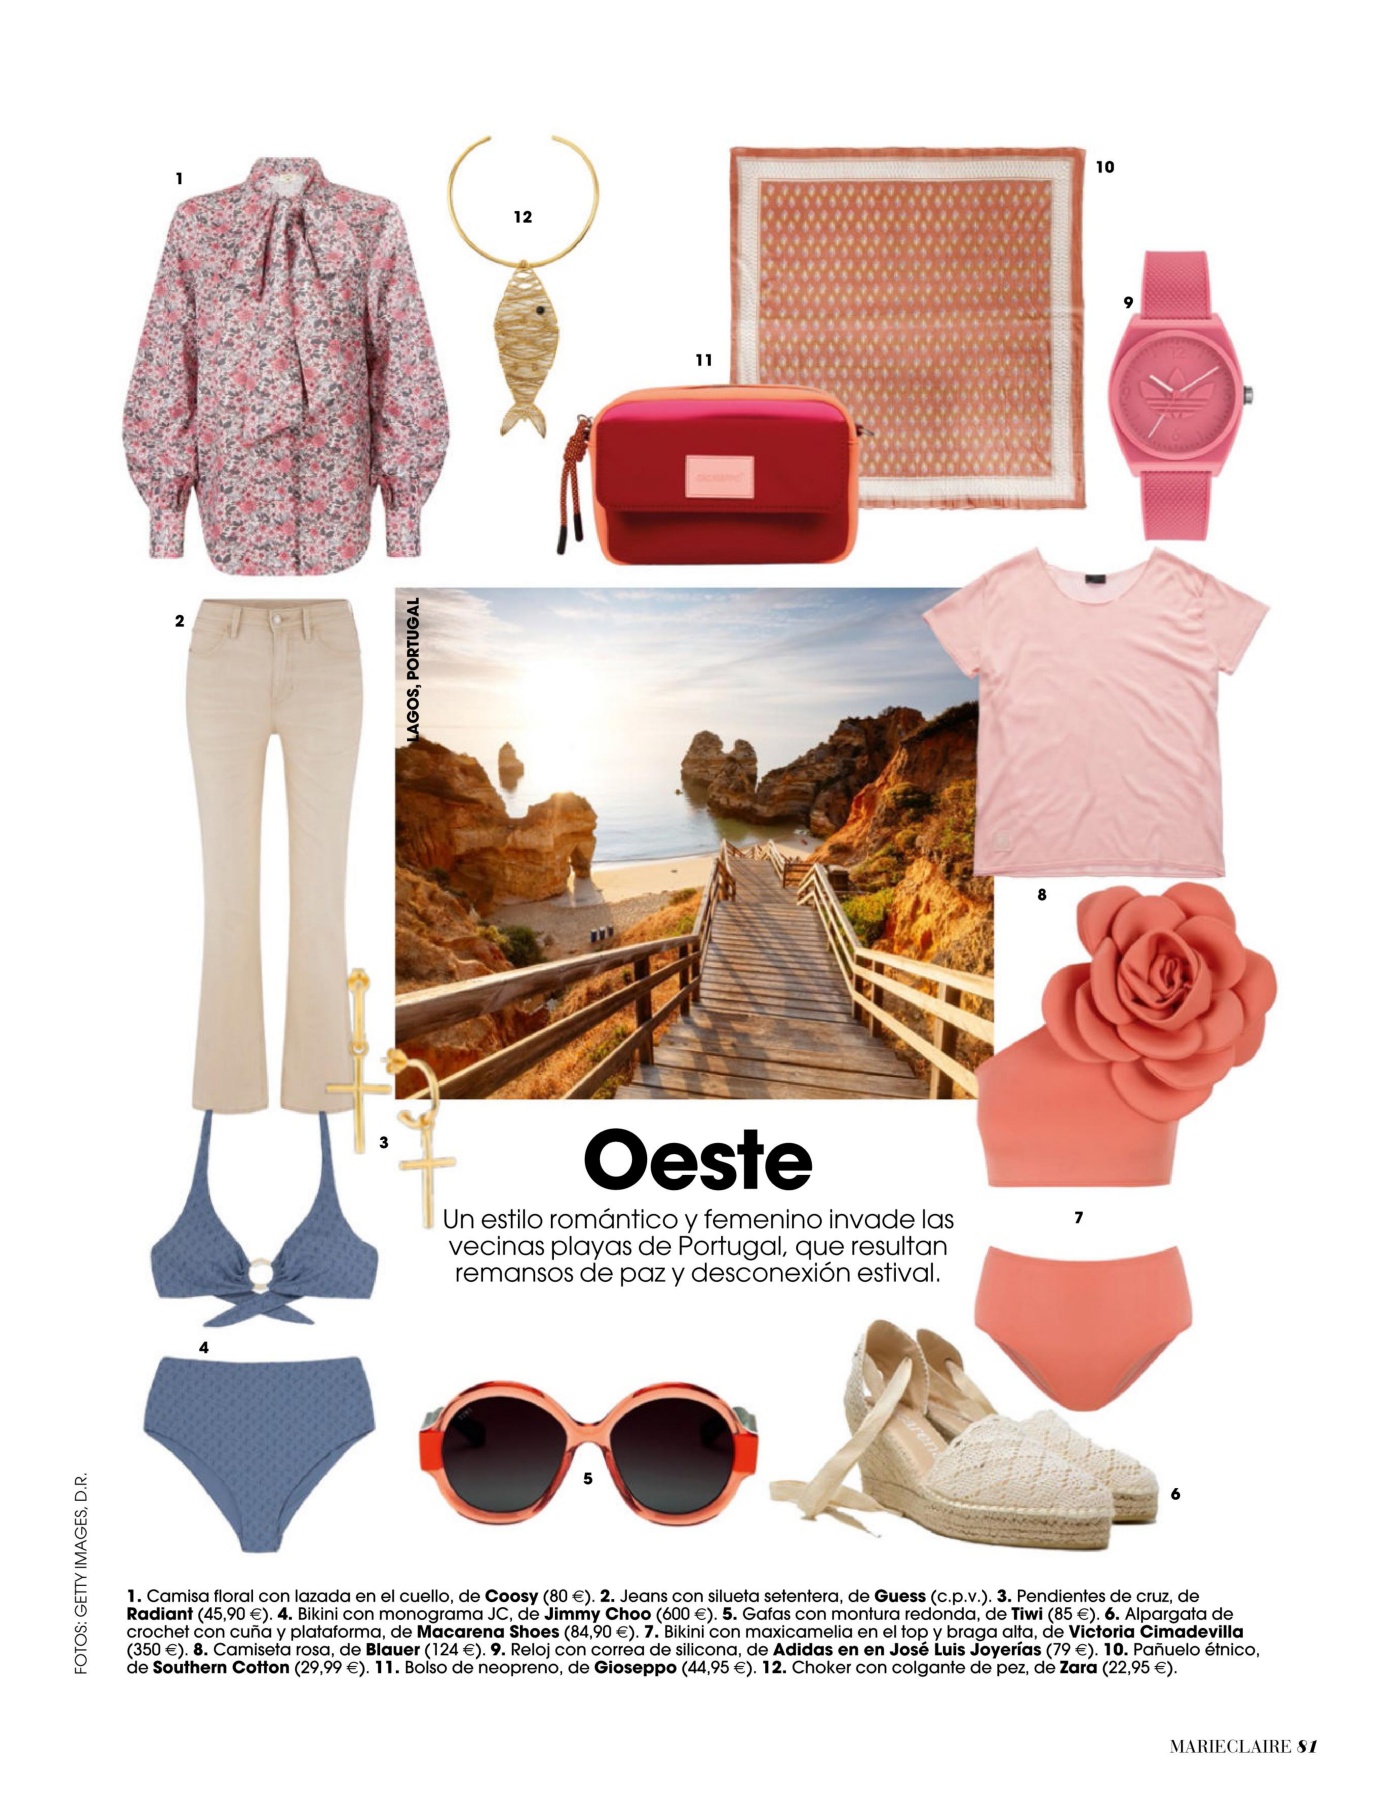 1
12
10
9
11
2
LAGOS, PORTUGAL
8
3
Oeste
Un estilo romántico y femenino invade las
vecinas playas de Portugal, que resultan
remansos de paz y desconexión estival.
7
4
5
6
FOTOS: GETTY IMAGES, D.R.
1. Camisa floral con lazada en el cuello, de Coosy (80 €). 2. Jeans con silueta setentera, de Guess (c.p.v.). 3. Pendientes de cruz, de
Radiant (45,90 €). 4. Bikini con monograma JC, de Jimmy Choo (600 €). 5. Gafas con montura redonda, de Tiwi (85 €). 6. Alpargata de
crochet con cuña y plataforma, de Macarena Shoes (84,90 €). 7. Bikini con maxicamelia en el top y braga alta, de Victoria Cimadevilla
(350 €). 8. Camiseta rosa, de Blauer (124 €). 9. Reloj con correa de silicona, de Adidas en en José Luis Joyerías (79 €). 10. Pañuelo étnico,
de Southern Cotton (29,99 €). 11. Bolso de neopreno, de Gioseppo (44,95 €). 12. Choker con colgante de pez, de Zara (22,95 €).
MARIECLAIRE 81